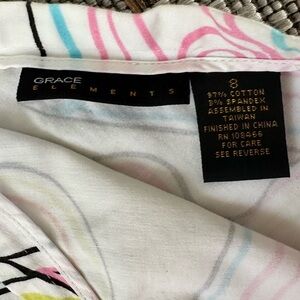 GRACE
ELEMENTS
8
97% COTTON
3% SPANDEX
ASSEMBLED IN
TAIWAN
FINISHED IN CHINA
RN 108466
FOR CARE
SEE REVERSE